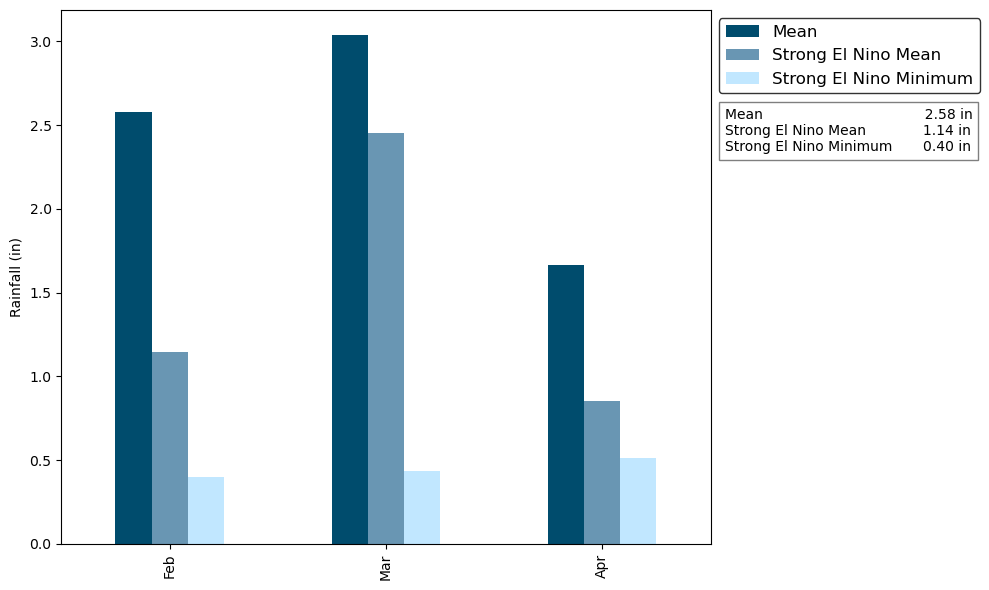 Mean
Strong El Nino Mean
Strong El Nino Minimum
Mean 2.58 in
Strong El Nino Mean 1.14 in
Strong El Nino Minimum 0.40 in
Rainfall (in)
3.0
2.5
2.0
1.5
1.0
0.5
0.0
Feb
Mar
Apr